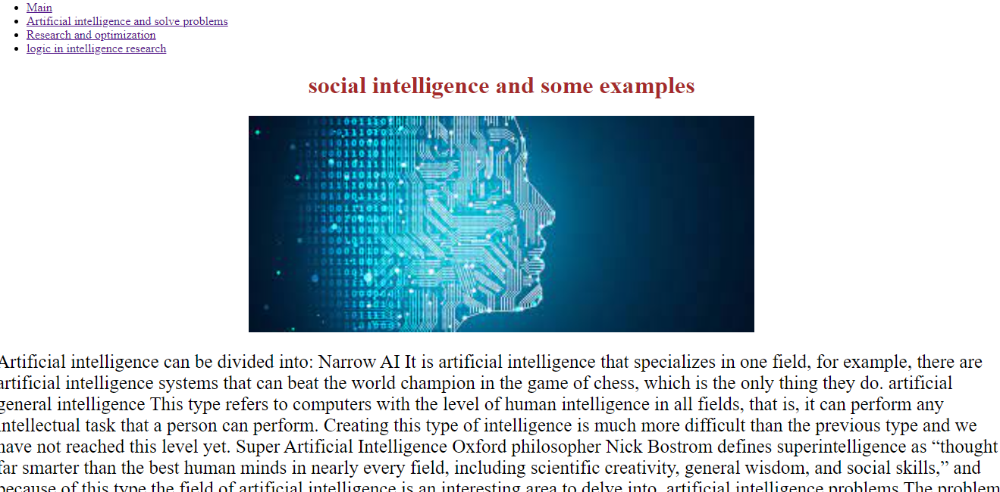 Main
Artificial intelligence and solve problems
Research and optimization
logic in intelligence research
social intelligence and some examples
Artificial intelligence can be divided into: Narrow AI It is artificial intelligence that specializes in one field, for example, there are
artificial intelligence systems that can beat the world champion in the game of chess, which is the only thing they do. artificial
general intelligence This type refers to computers with the level of human intelligence in all fields, that is, it can perform any
intellectual task that a person can perform. Creating this type of intelligence is much more difficult than the previous type and we
have not reached this level yet. Super Artificial Intelligence Oxford philosopher Nick Bostrom defines superintelligence as “thought
far smarter than the best human minds in nearly every field, including scientific creativity, general wisdom, and social skills,” and
because of this type the field of artificial intelligence is an interesting area to delve into. artificial intelligence problems The problem